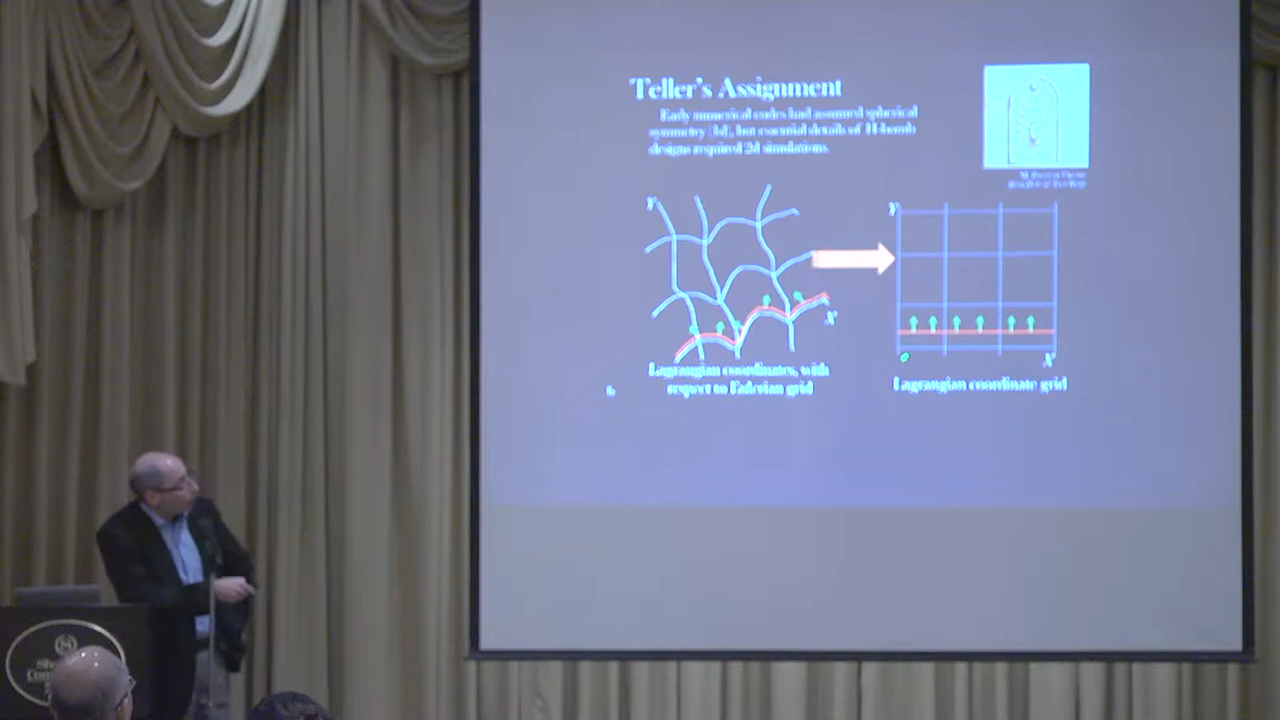 Teller's Assignment
Early numerical codes had assumed spherical
symmetry [1d], but essential details of H-bomb
designs required 2d simulations.
y
y
x
x
Lagrangian coordinates, with
respect to Eulerian grid
Lagrangian coordinate grid